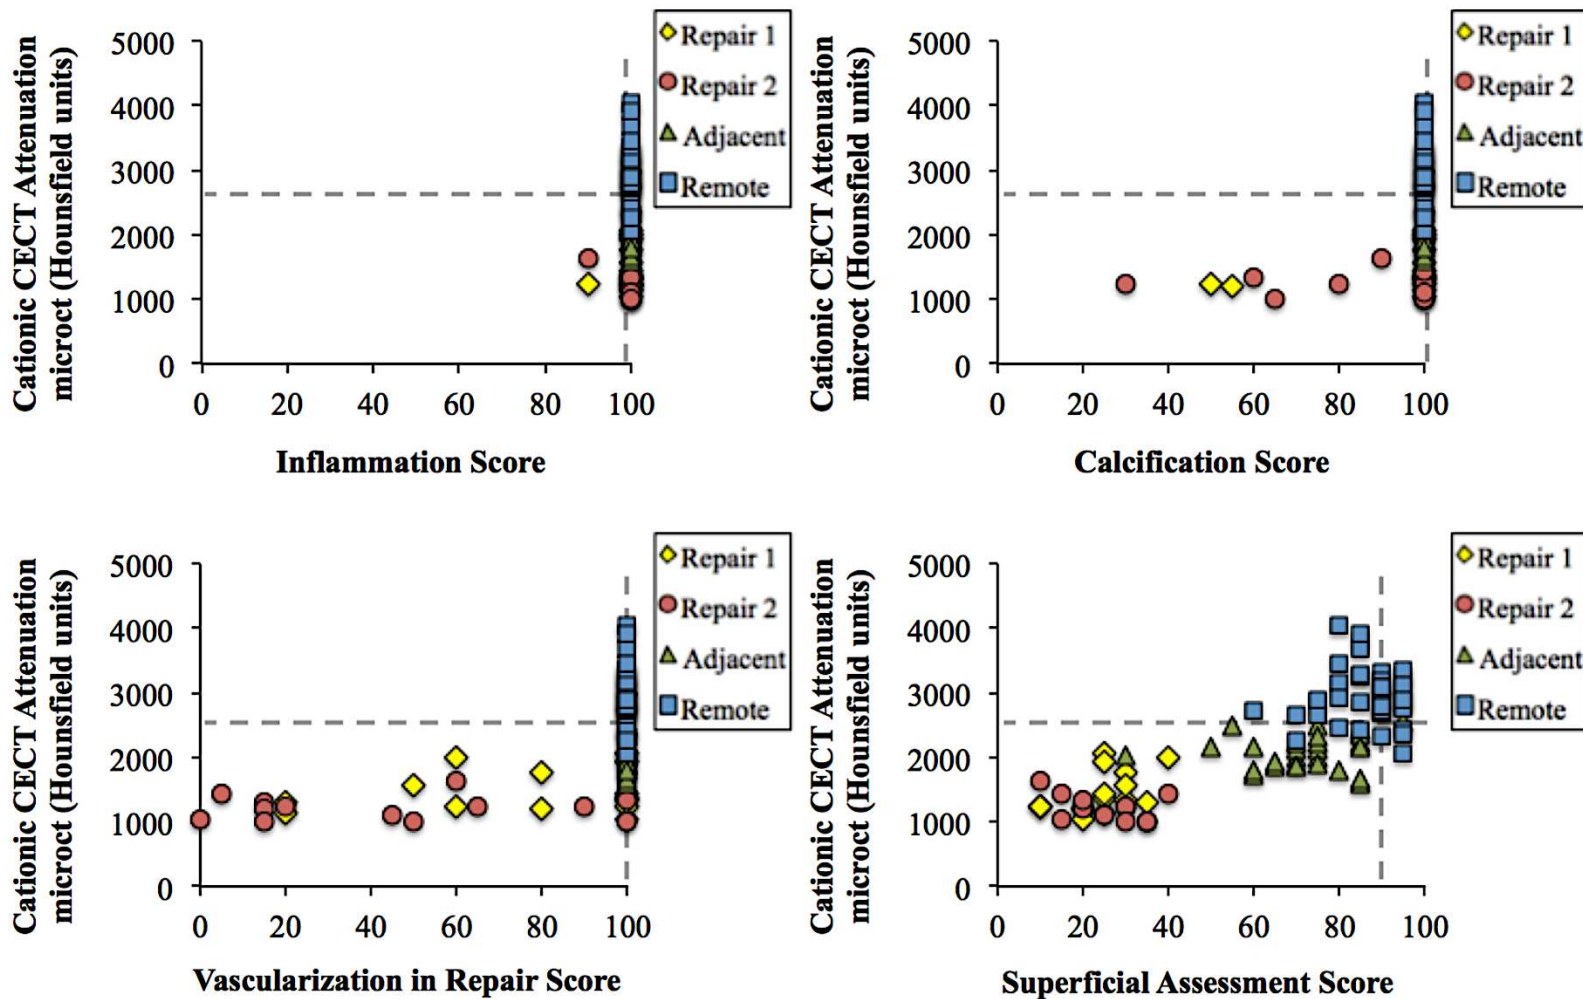 Cationic CECT Attenuation
microct (Hounsfield units)
5000
4000
3000
2000
1000
0
0 20 40 60 80 100
Inflammation Score
Repair 1
Repair 2
Adjacent
Remote
Cationic CECT Attenuation
microct (Hounsfield units)
5000
4000
3000
2000
1000
0
0 20 40 60 80 100
Calcification Score
Repair 1
Repair 2
Adjacent
Remote
Cationic CECT Attenuation
microct (Hounsfield units)
5000
4000
3000
2000
1000
0
0 20 40 60 80 100
Vascularization in Repair Score
Repair 1
Repair 2
Adjacent
Remote
Cationic CECT Attenuation
microct (Hounsfield units)
5000
4000
3000
2000
1000
0
0 20 40 60 80 100
Superficial Assessment Score
Repair 1
Repair 2
Adjacent
Remote